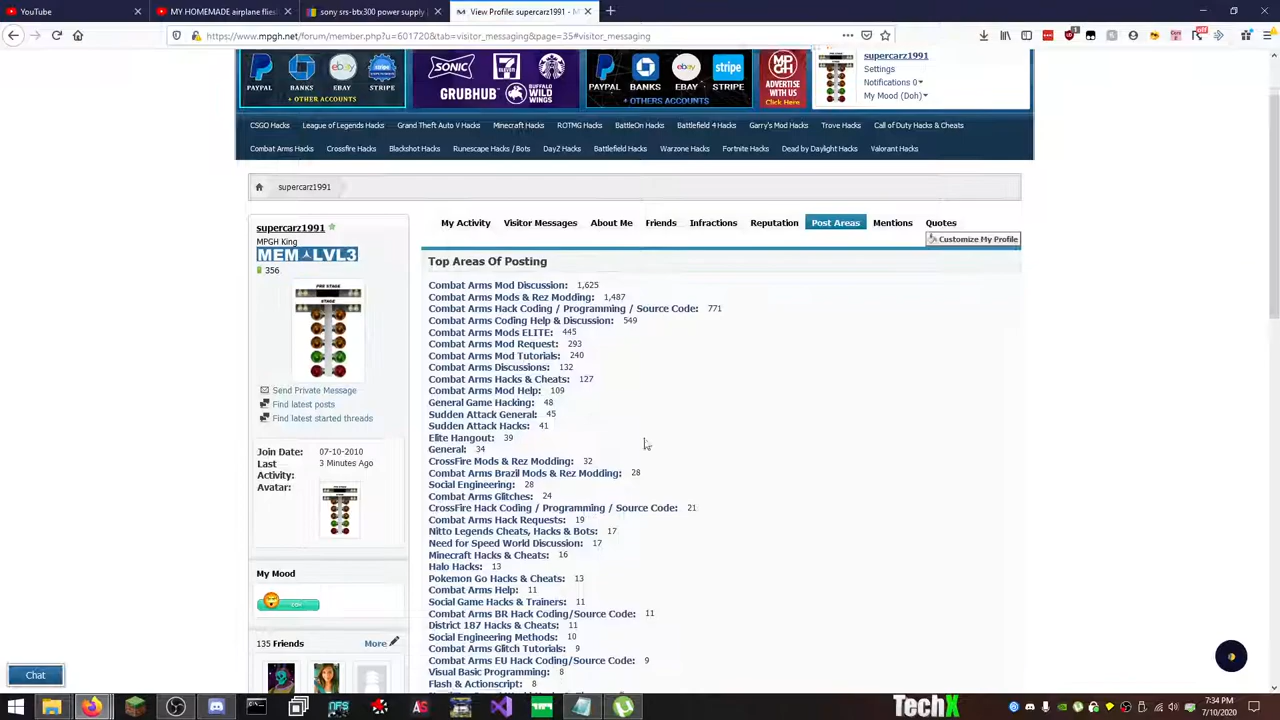 YouTube
MY HOMEMADE airplane flies
sony srs-btx300 power supply
View Profile: supercarz1991 - M
https://www.mpgh.net/forum/member.php?u=601720&tab=visitor_messaging&page=35#visitor_messaging
PAYPAL BANKS EBAY STRIPE
+ OTHER ACCOUNTS
SONIC 7-ELEVEN STARBUCKS
GRUBHUB BUFFALO WILD WINGS
PAYPAL BANKS EBAY STRIPE
+ OTHERS ACCOUNTS
MPGH
ADVERTISE WITH US
Click Here
supercarz1991
Settings
Notifications 0
My Mood (Doh)
CSGO Hacks League of Legends Hacks Grand Theft Auto V Hacks Minecraft Hacks ROTMG Hacks BattleOn Hacks Battlefield 4 Hacks Garry's Mod Hacks Trove Hacks Call of Duty Hacks & Cheats
Combat Arms Hacks Crossfire Hacks Blackshot Hacks Runescape Hacks / Bots DayZ Hacks Battlefield Hacks Warzone Hacks Fortnite Hacks Dead by Daylight Hacks Valorant Hacks
supercarz1991
supercarz1991
MPGH King
MEM LVL3
356
PRE STAGE
STAGE
Send Private Message
Find latest posts
Find latest started threads
Join Date: 07-10-2010
Last Activity: 3 Minutes Ago
Avatar:
My Mood
135 Friends More
My Activity Visitor Messages About Me Friends Infractions Reputation Post Areas Mentions Quotes
Customize My Profile
Top Areas Of Posting
Combat Arms Mod Discussion: 1,625
Combat Arms Mods & Rez Modding: 1,487
Combat Arms Hack Coding / Programming / Source Code: 771
Combat Arms Coding Help & Discussion: 549
Combat Arms Mods ELITE: 445
Combat Arms Mod Request: 293
Combat Arms Mod Tutorials: 240
Combat Arms Discussions: 132
Combat Arms Hacks & Cheats: 127
Combat Arms Mod Help: 109
General Game Hacking: 48
Sudden Attack General: 45
Sudden Attack Hacks: 41
Elite Hangout: 39
General: 34
CrossFire Mods & Rez Modding: 32
Combat Arms Brazil Mods & Rez Modding: 28
Social Engineering: 28
Combat Arms Glitches: 24
CrossFire Hack Coding / Programming / Source Code: 21
Combat Arms Hack Requests: 19
Nitto Legends Cheats, Hacks & Bots: 17
Need for Speed World Discussion: 17
Minecraft Hacks & Cheats: 16
Halo Hacks: 13
Pokemon Go Hacks & Cheats: 13
Combat Arms Help: 11
Social Game Hacks & Trainers: 11
Combat Arms BR Hack Coding/Source Code: 11
District 187 Hacks & Cheats: 11
Social Engineering Methods: 10
Combat Arms Glitch Tutorials: 9
Combat Arms EU Hack Coding/Source Code: 9
Visual Basic Programming: 8
Flash & Actionscript: 8
Chat
TechX
7:34 PM
7/10/2020